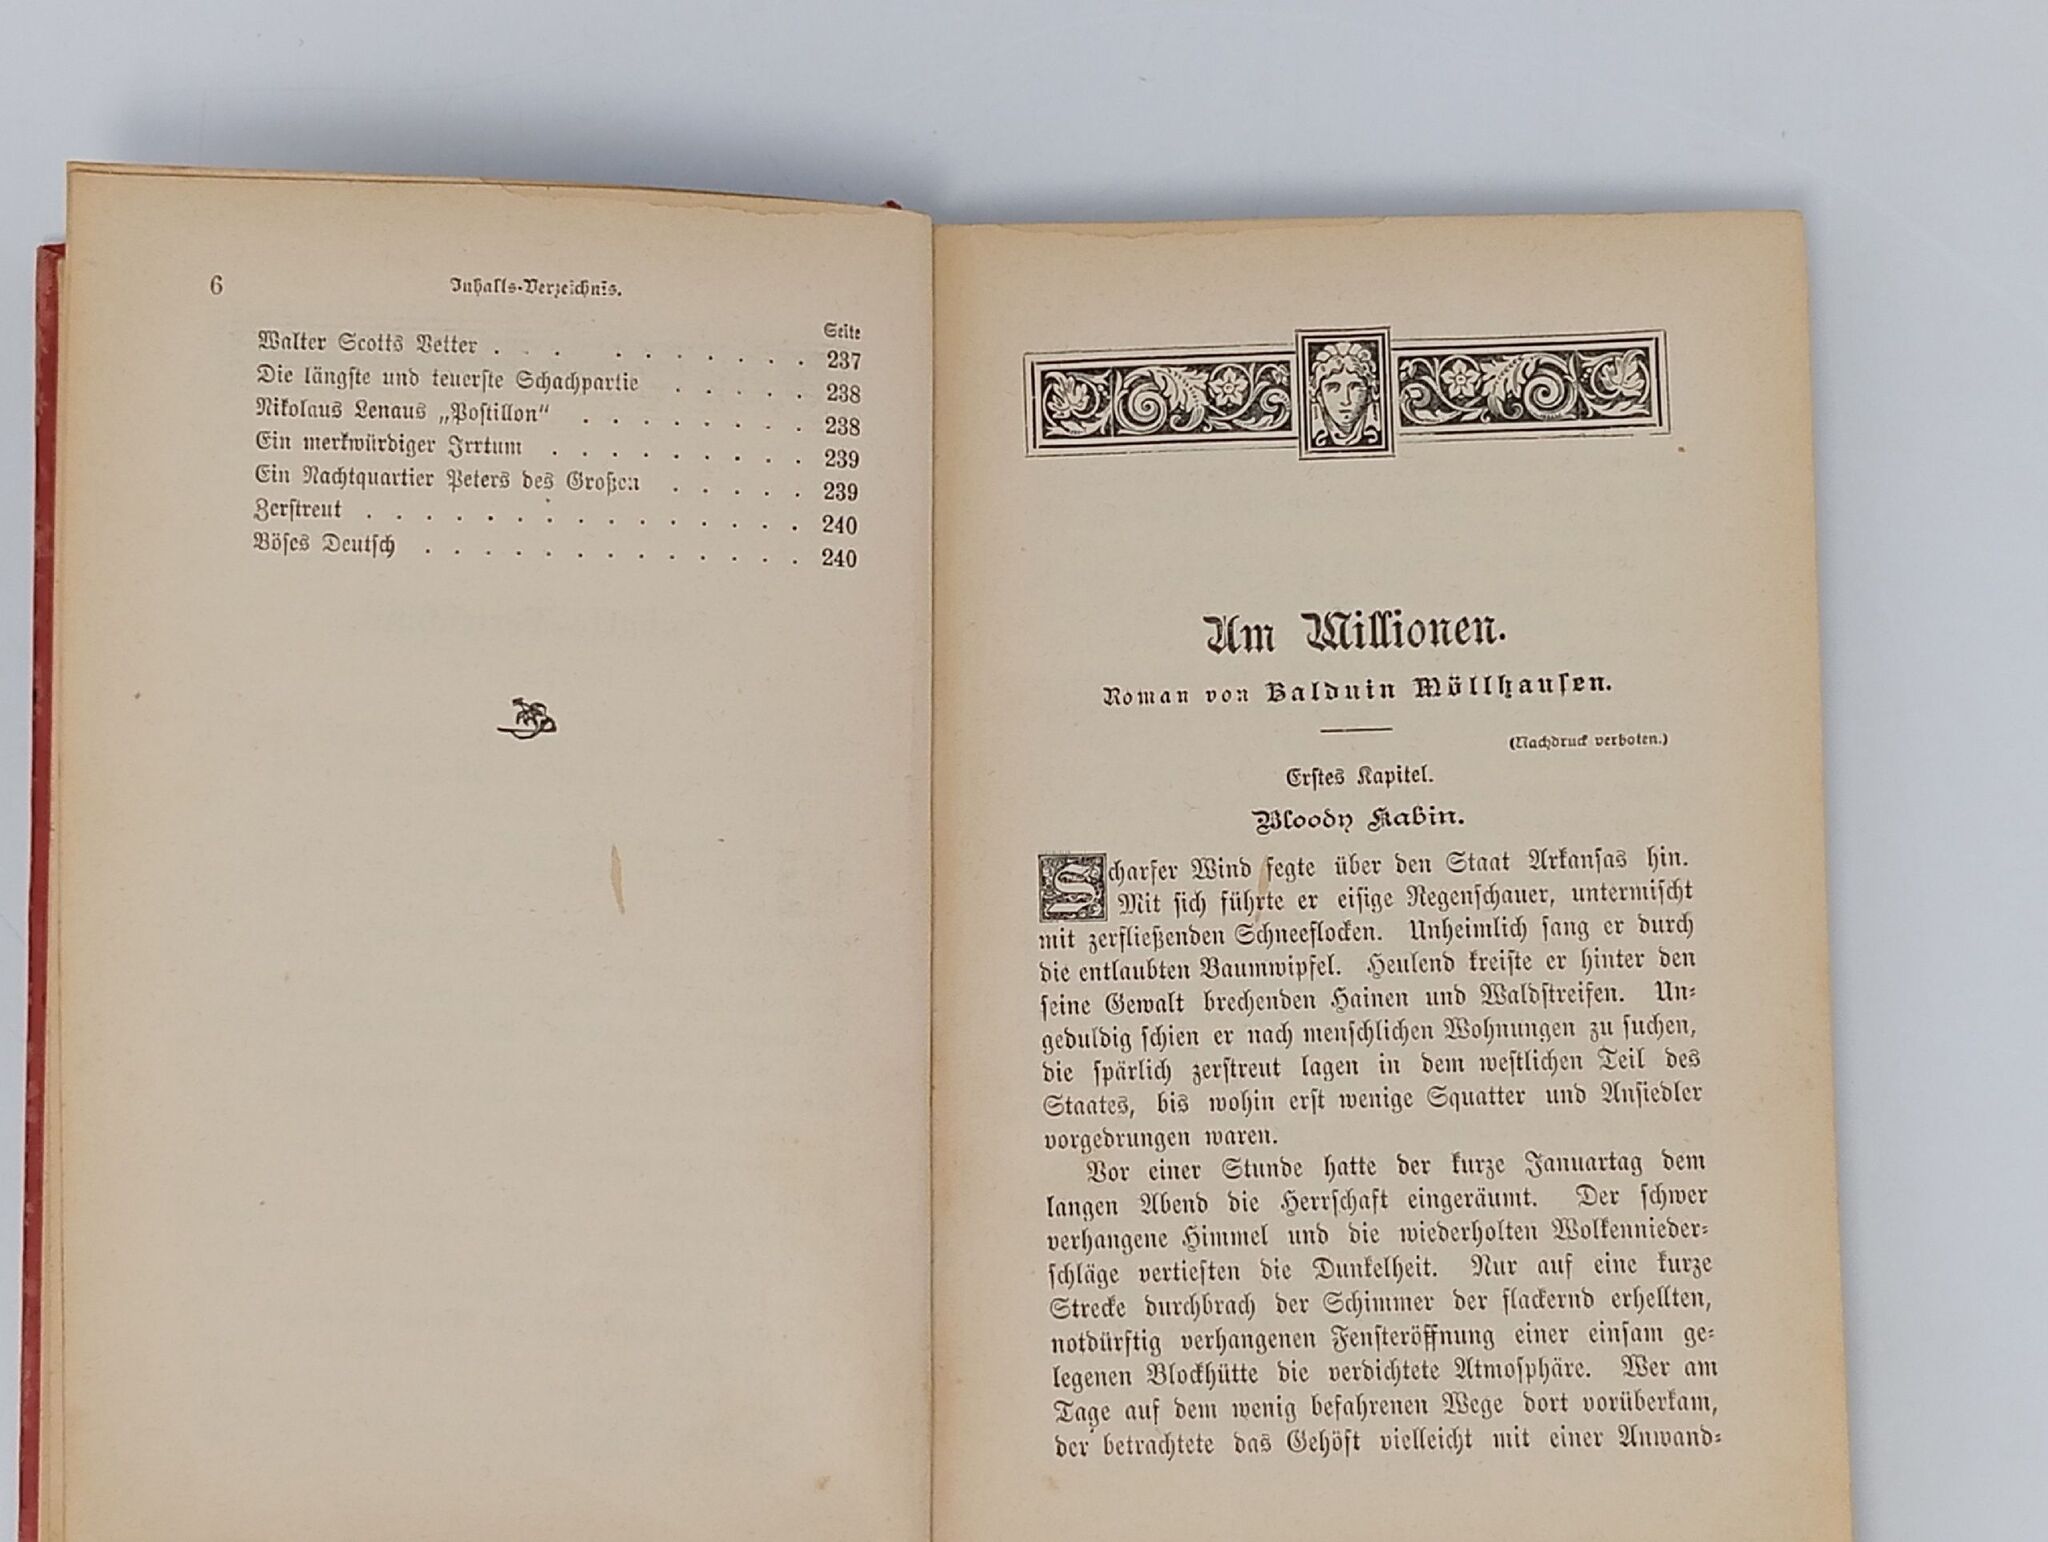 6
Inhalts-Verzeichnis.
Seite
Walter Scotts Vetter . . . . . . . . . . 237
Die längste und teuerste Schachpartie . . . . . 238
Nikolaus Lenaus „Postillon“ . . . . . . . . 238
Ein merkwürdiger Irrtum . . . . . . . . . 239
Ein Nachtquartier Peters des Großen . . . . . 239
Zerstreut . . . . . . . . . . . . . . . 240
Böses Deutsch . . . . . . . . . . . . . 240
Um Millionen.
Roman von Balduin Möllhausen.
(Nachdruck verboten.)
Erstes Kapitel.
Bloody Kabin.
Scharfer Wind fegte über den Staat Arkansas hin.
Mit sich führte er eisige Regenschauer, untermischt
mit zerfließenden Schneeflocken. Unheimlich sang er durch
die entlaubten Baumwipfel. Heulend kreiste er hinter den
seine Gewalt brechenden Hainen und Waldstreifen. Un-
geduldig schien er nach menschlichen Wohnungen zu suchen,
die spärlich zerstreut lagen in dem westlichen Teil des
Staates, bis wohin erst wenige Squatter und Ansiedler
vorgedrungen waren.
Vor einer Stunde hatte der kurze Januartag dem
langen Abend die Herrschaft eingeräumt. Der schwer
verhangene Himmel und die wiederholten Wolkennieder-
schläge vertieften die Dunkelheit. Nur auf eine kurze
Strecke durchbrach der Schimmer der flackernd erhellten,
notdürftig verhangenen Fensteröffnung einer einsam ge-
legenen Blockhütte die verdichtete Atmosphäre. Wer am
Tage auf dem wenig befahrenen Wege dort vorüberkam,
der betrachtete das Gehöft vielleicht mit einer Anwand-